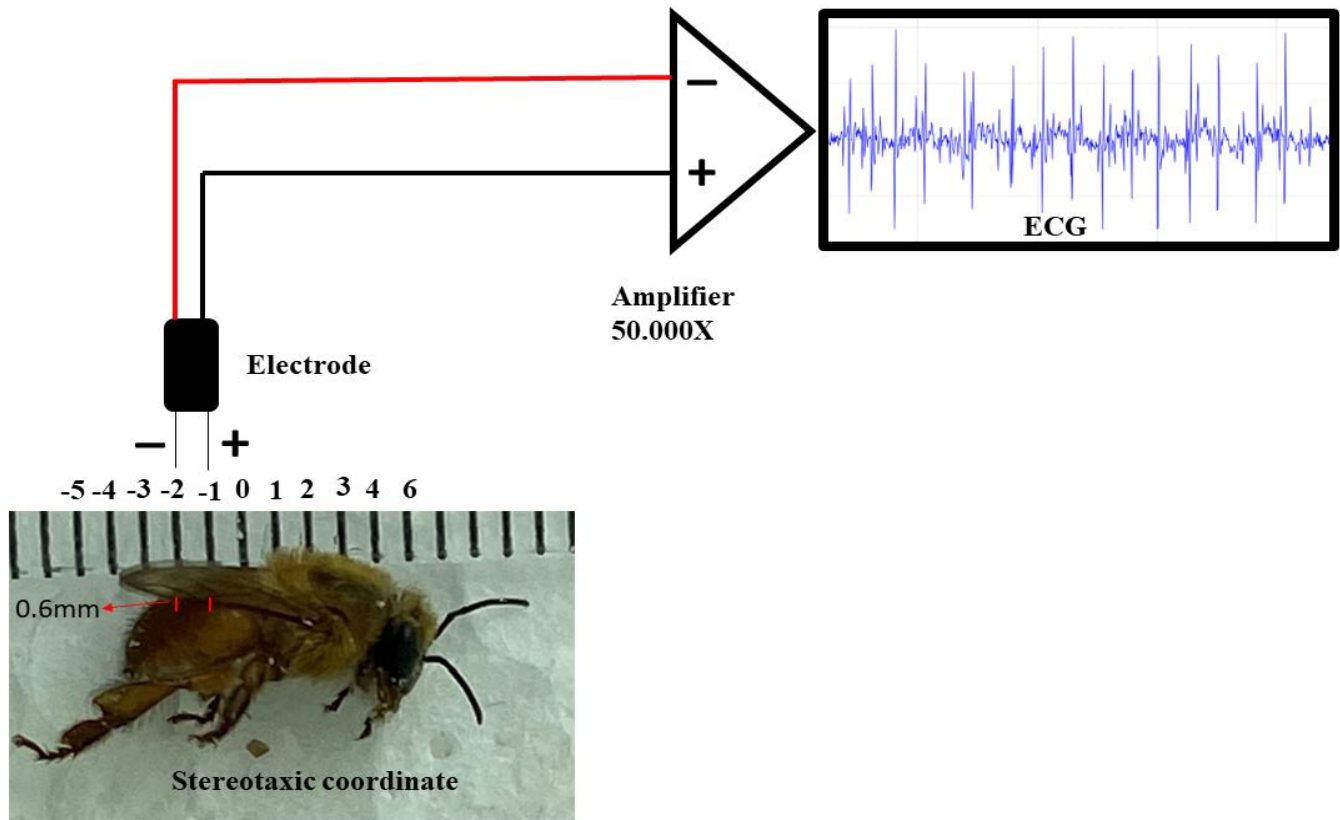 −
+
ECG
Amplifier
50.000X
Electrode
− +
-5 -4 -3 -2 -1 0 1 2 3 4 6
0.6mm
Stereotaxic coordinate